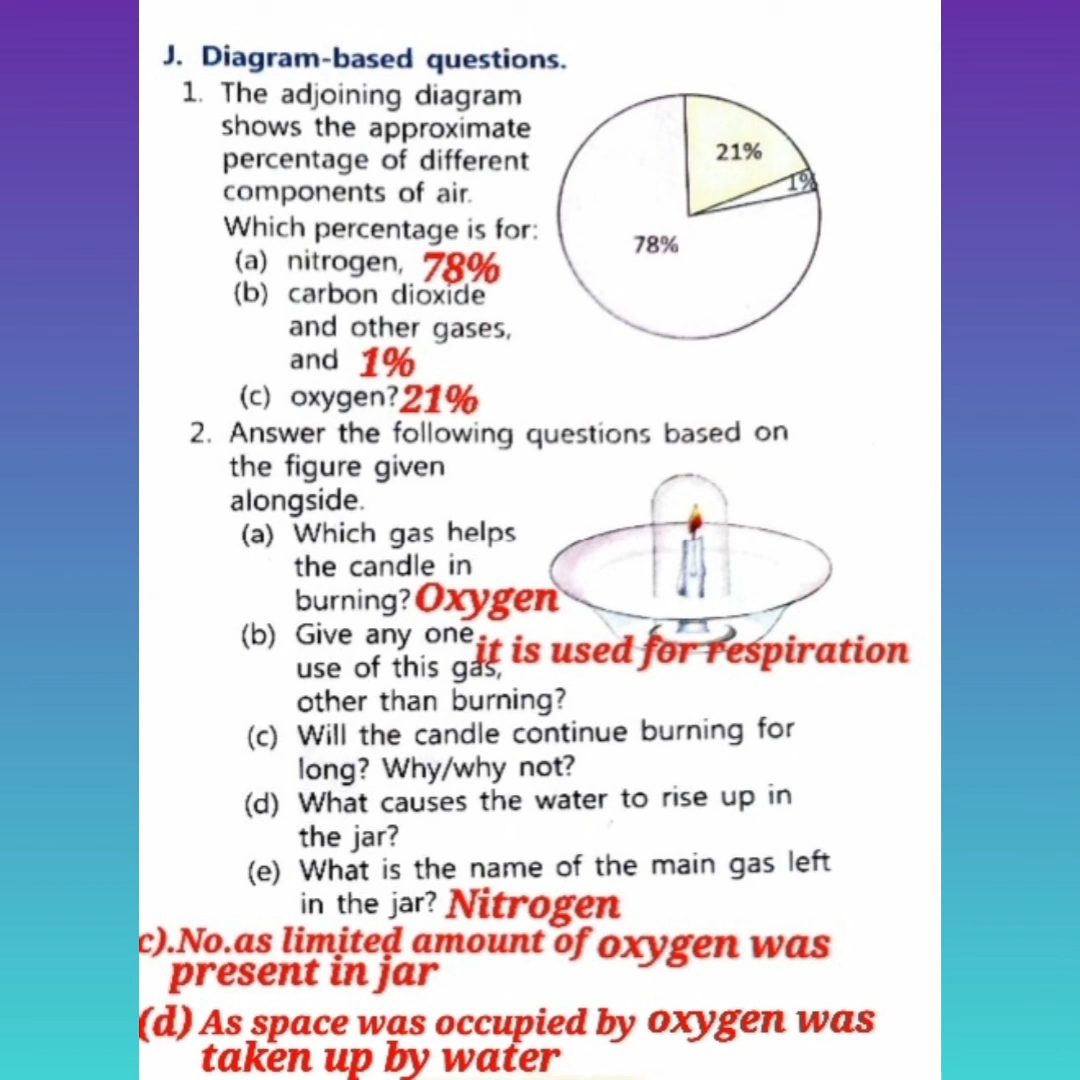 J. Diagram-based questions.
1. The adjoining diagram
shows the approximate
percentage of different
components of air.
Which percentage is for:
(a) nitrogen, 78%
(b) carbon dioxide
and other gases,
and 1%
(c) oxygen? 21%
21%
1%
78%
2. Answer the following questions based on
the figure given
alongside.
(a) Which gas helps
the candle in
burning? Oxygen
(b) Give any one
it is used for respiration
use of this gas,
other than burning?
(c) Will the candle continue burning for
long? Why/why not?
(d) What causes the water to rise up in
the jar?
(e) What is the name of the main gas left
in the jar? Nitrogen
c).No.as limited amount of oxygen was
present in jar
(d) As space was occupied by oxygen was
taken up by water